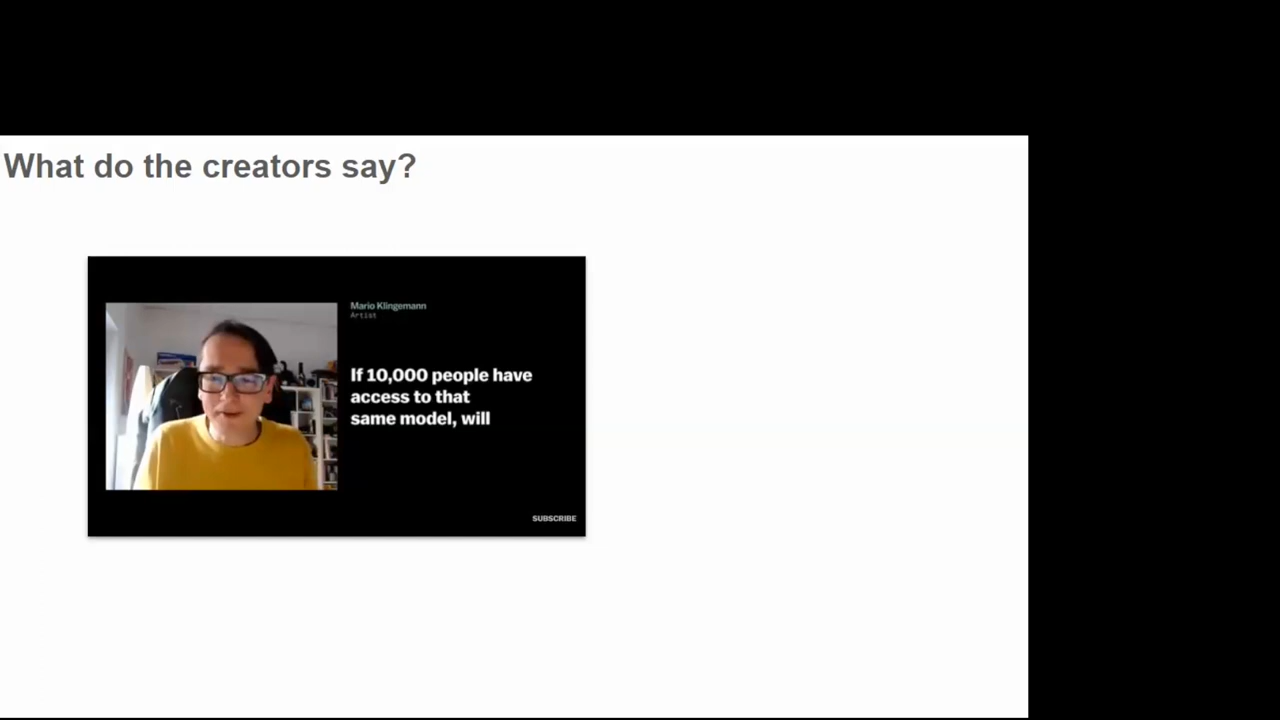 What do the creators say?
Mario Klingemann
Artist
If 10,000 people have
access to that
same model, will
SUBSCRIBE